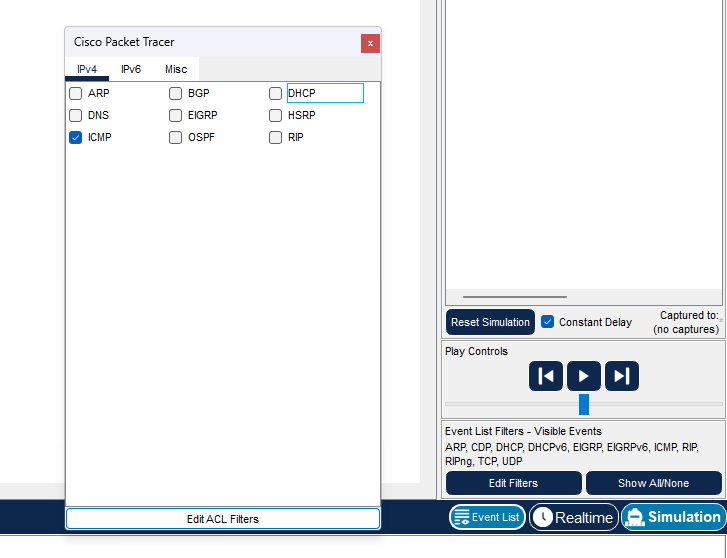 Cisco Packet Tracer
x
IPv4 IPv6 Misc
ARP BGP DHCP
DNS EIGRP HSRP
ICMP OSPF RIP
Edit ACL Filters
Reset Simulation Constant Delay Captured to:
(no captures)
Play Controls
Event List Filters - Visible Events
ARP, CDP, DHCP, DHCPv6, EIGRP, EIGRPv6, ICMP, RIP,
RIPng, TCP, UDP
Edit Filters Show All/None
Event List Realtime Simulation